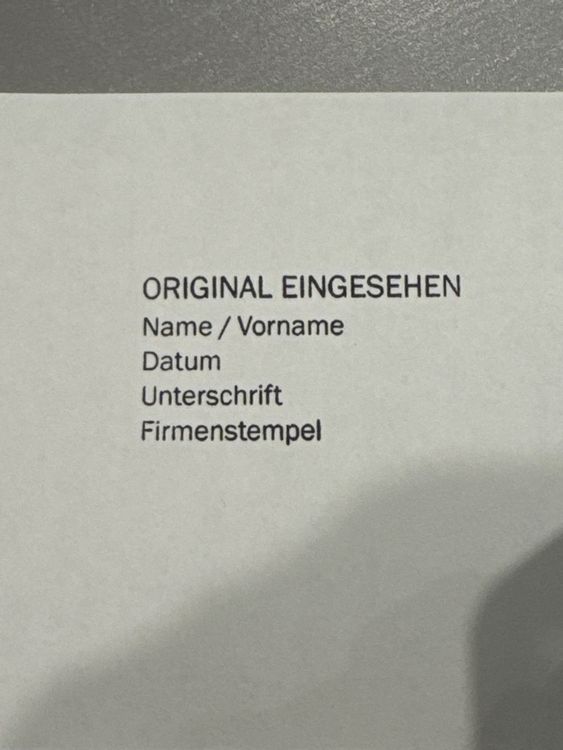 ORIGINAL EINGESEHEN
Name / Vorname
Datum
Unterschrift
Firmenstempel